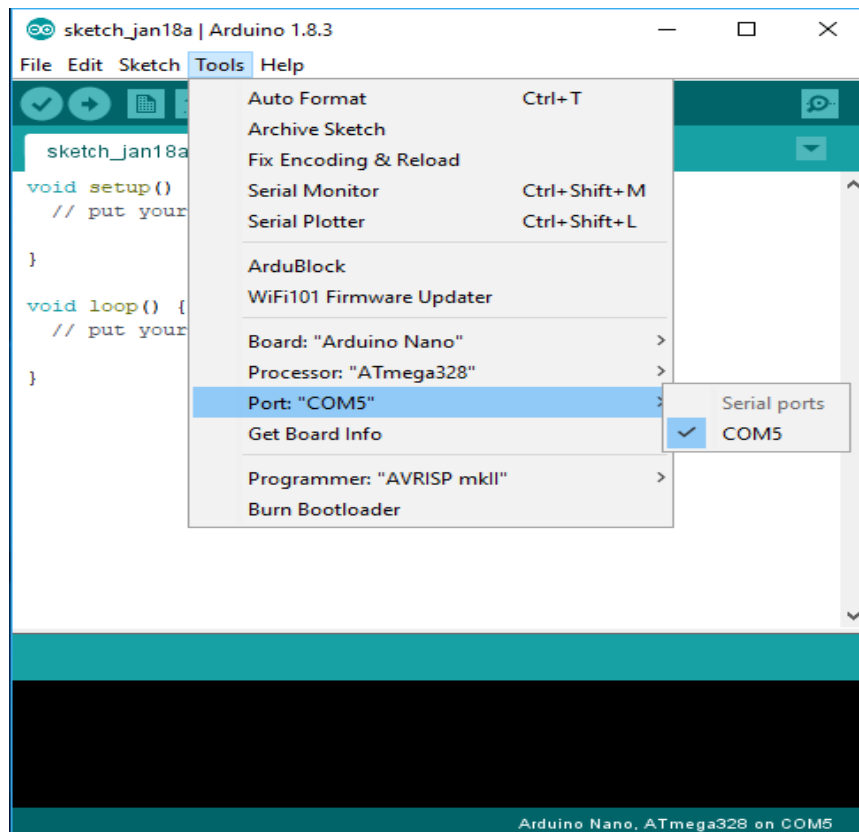 sketch_jan18a | Arduino 1.8.3
File Edit Sketch Tools Help
sketch_jan18a
void setup()
// put your
}
void loop() {
// put your
}
Auto Format Ctrl+T
Archive Sketch
Fix Encoding & Reload
Serial Monitor Ctrl+Shift+M
Serial Plotter Ctrl+Shift+L
ArduBlock
WiFi101 Firmware Updater
Board: "Arduino Nano"
Processor: "ATmega328"
Port: "COM5"
Get Board Info
Programmer: "AVRISP mkII"
Burn Bootloader
Serial ports
COM5
Arduino Nano, ATmega328 on COM5